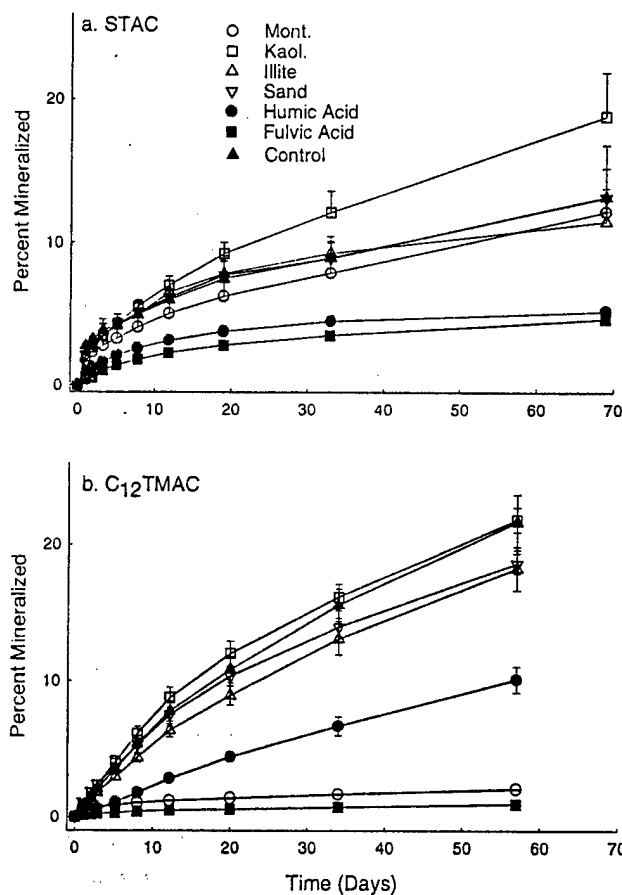 a. STAC
Mont.
Kaol.
Illite
Sand
Humic Acid
Fulvic Acid
Control
Percent Mineralized
20
10
0
0 10 20 30 40 50 60 70
b. C12TMAC
Percent Mineralized
20
10
0
0 10 20 30 40 50 60 70
Time (Days)